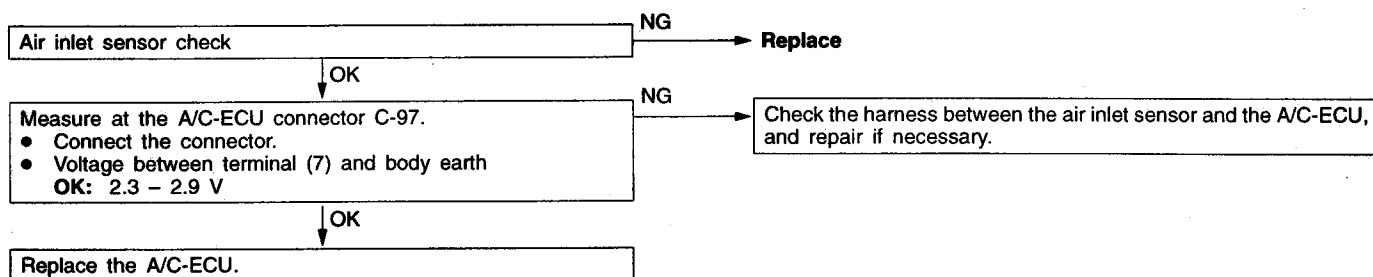 Air inlet sensor check
NG
Replace
OK
Measure at the A/C-ECU connector C-97.
● Connect the connector.
● Voltage between terminal (7) and body earth
OK: 2.3 – 2.9 V
NG
Check the harness between the air inlet sensor and the A/C-ECU,
and repair if necessary.
OK
Replace the A/C-ECU.